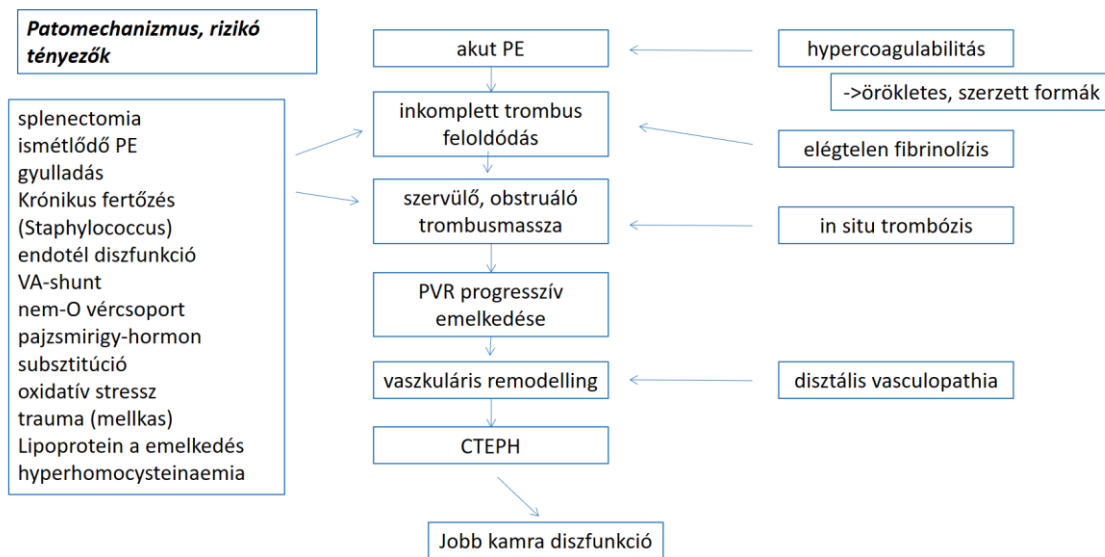 Patomechanizmus, rizikó
tényezők
splenectomia
ismétlődő PE
gyulladás
Krónikus fertőzés
(Staphylococcus)
endotél diszfunkció
VA-shunt
nem-O vércsoport
pajzsmirigy-hormon
subsztitúció
oxidatív stressz
trauma (mellkas)
Lipoprotein a emelkedés
hyperhomocysteinaemia
akut PE
inkomplett trombus
feloldódás
szervülő, obstruáló
trombusmassza
PVR progresszív
emelkedése
vaszkuláris remodelling
CTEPH
Jobb kamra diszfunkció
hypercoagulabilitás
->örökletes, szerzett formák
elégtelen fibrinolízis
in situ trombózis
disztális vasculopathia